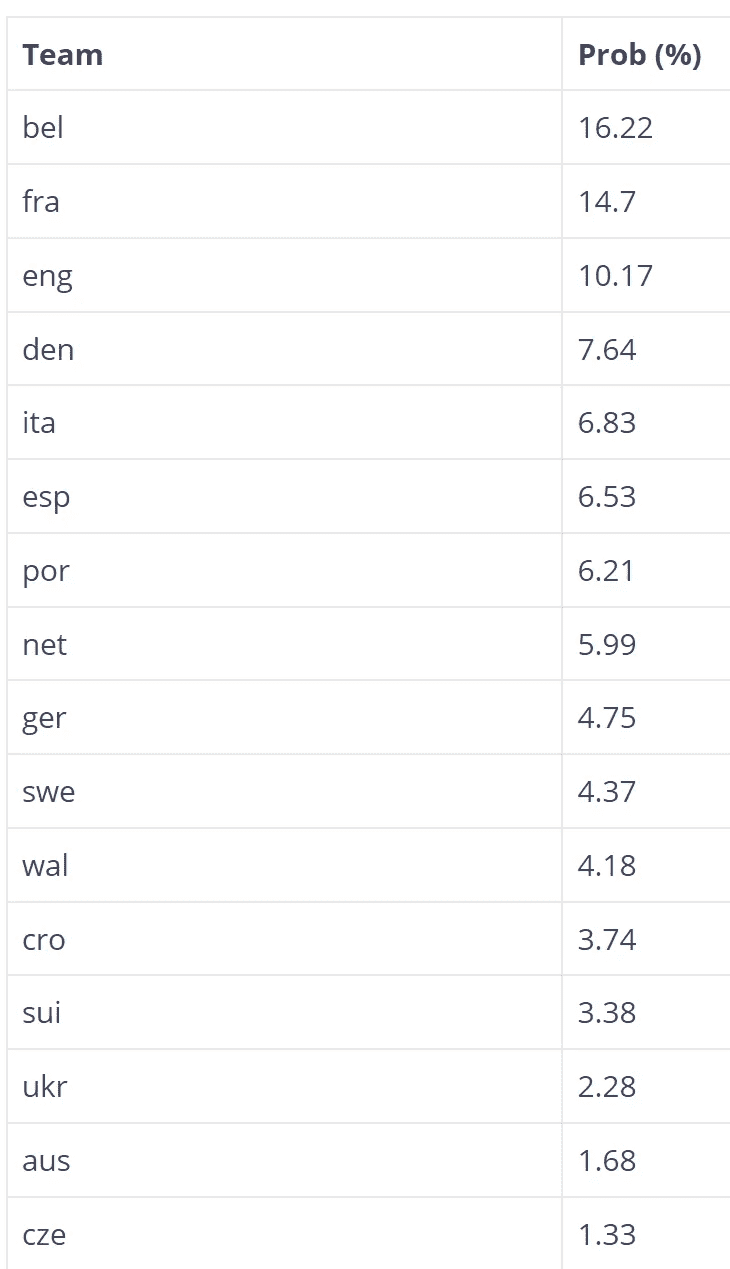 Team Prob (%)
bel 16.22
fra 14.7
eng 10.17
den 7.64
ita 6.83
esp 6.53
por 6.21
net 5.99
ger 4.75
swe 4.37
wal 4.18
cro 3.74
sui 3.38
ukr 2.28
aus 1.68
cze 1.33